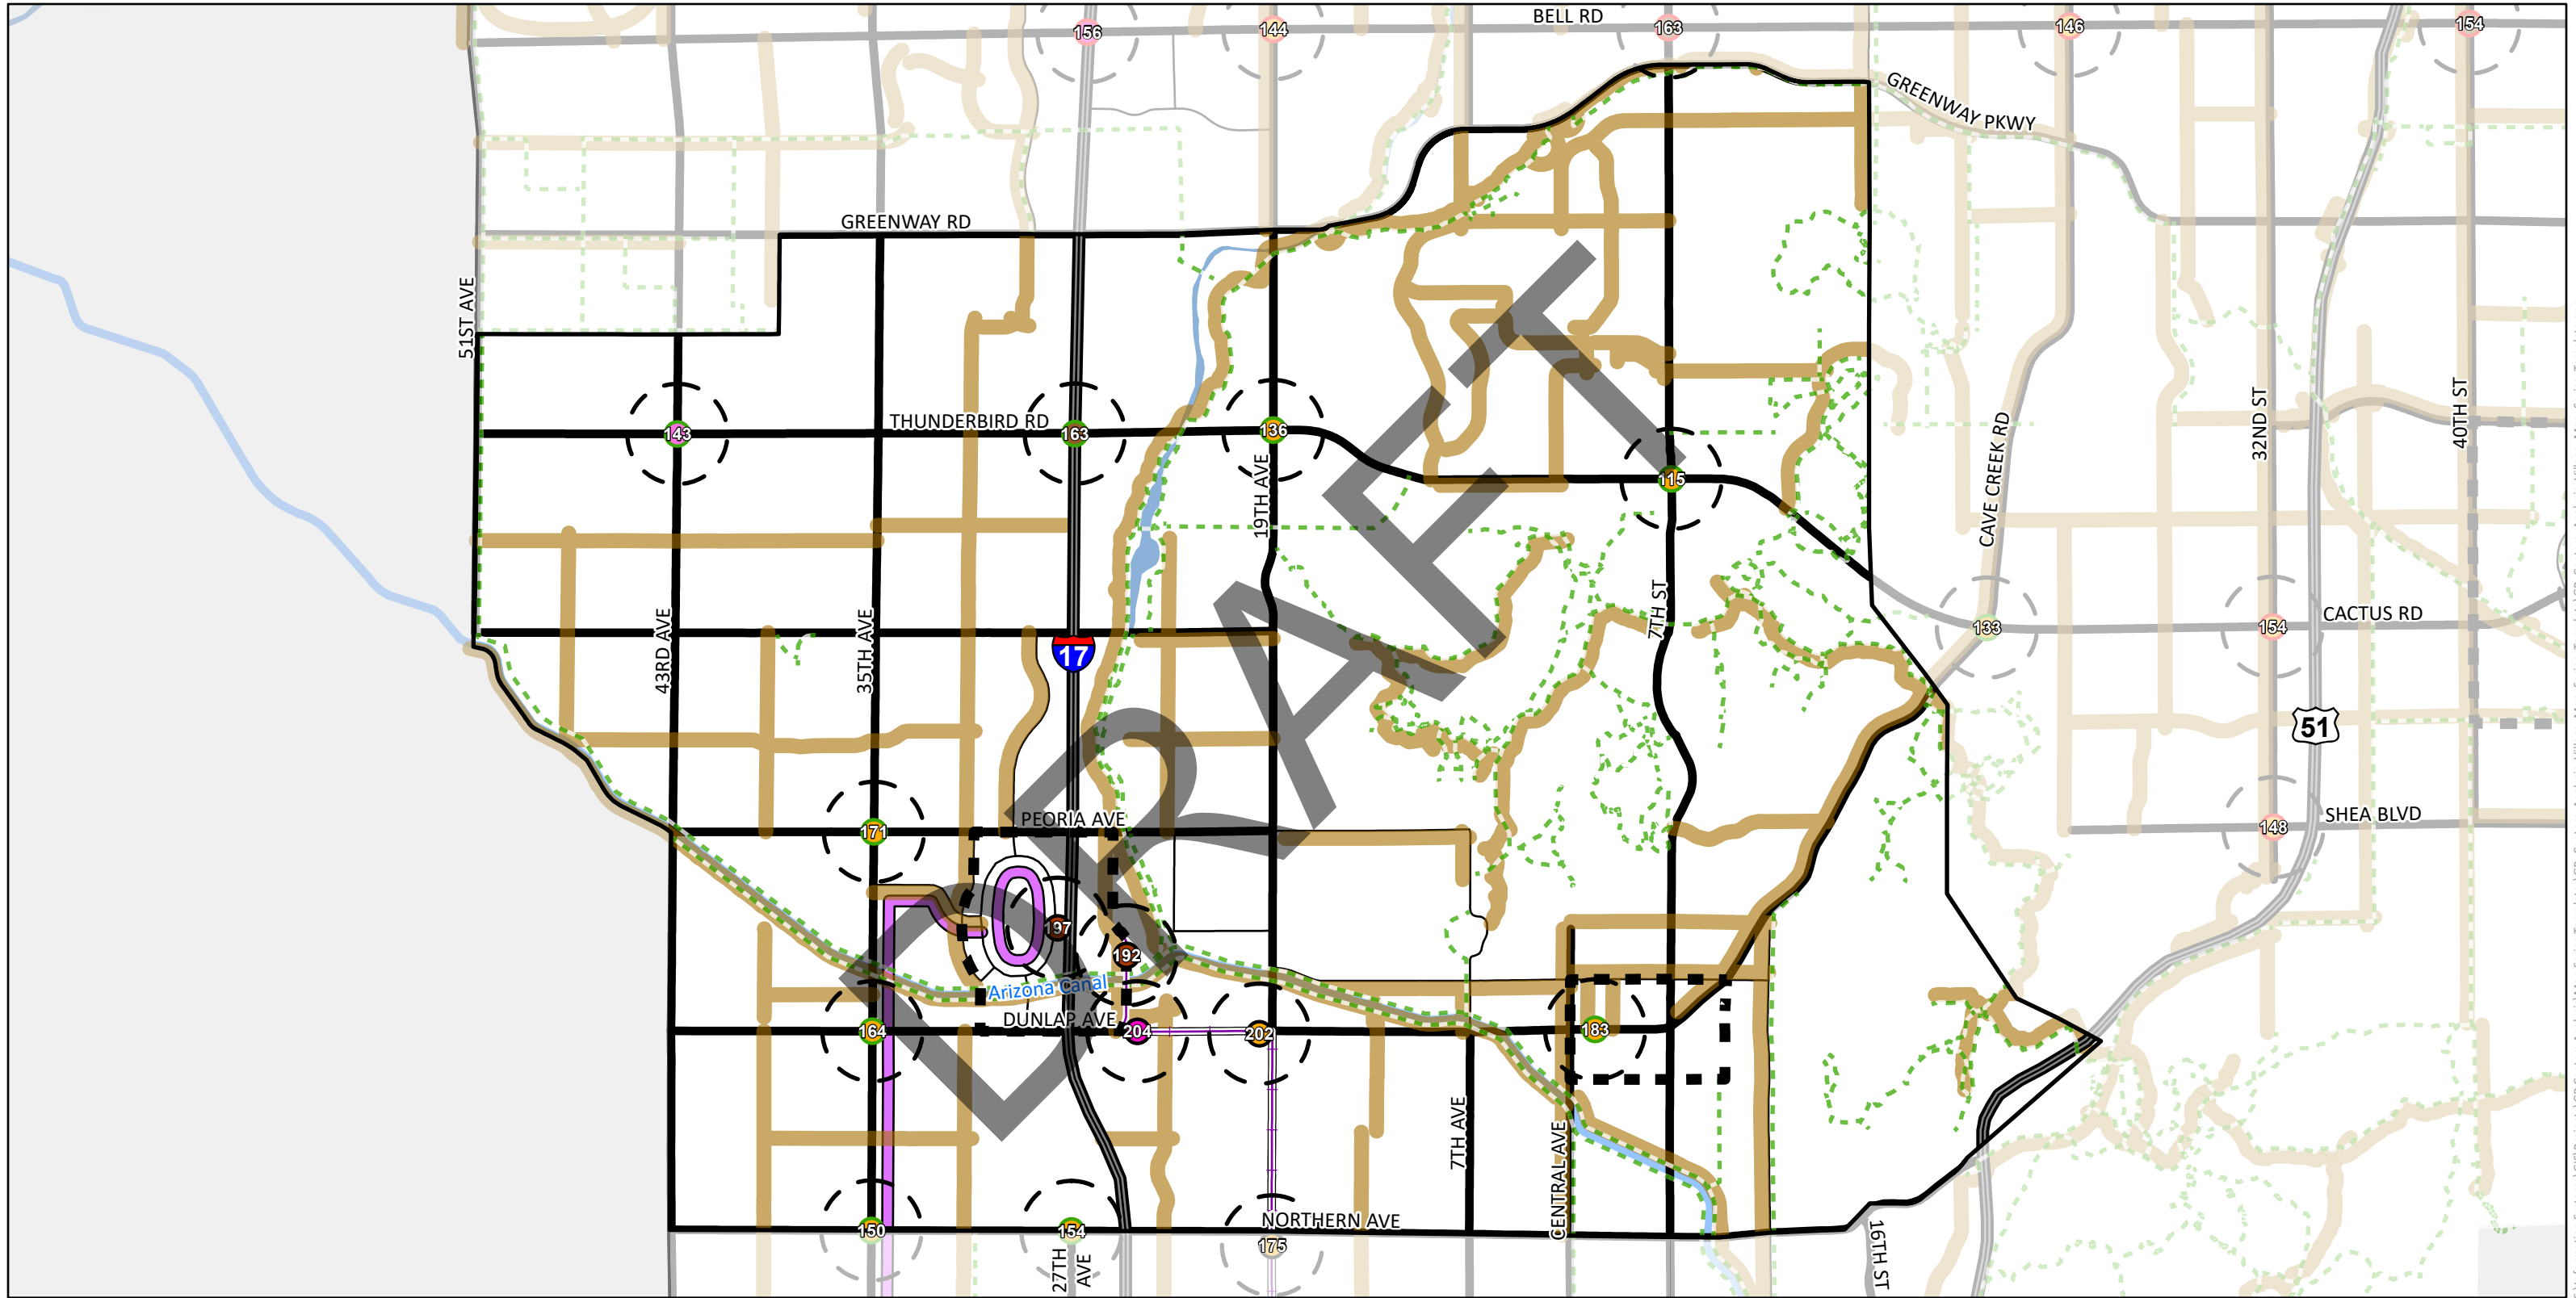 BELL RD
156
144
163
146
154
GREENWAY PKWY
GREENWAY RD
51ST AVE
THUNDERBIRD RD
143
163
136
115
19TH AVE
32ND ST
40TH ST
CAVE CREEK RD
43RD AVE
35TH AVE
7TH ST
133
154
CACTUS RD
17
51
DRAFT
171
PEORIA AVE
148
SHEA BLVD
197
192
Arizona Canal
DUNLAP AVE
164
204
202
183
7TH AVE
CENTRAL AVE
150
154
175
NORTHERN AVE
27TH
AVE
16TH ST